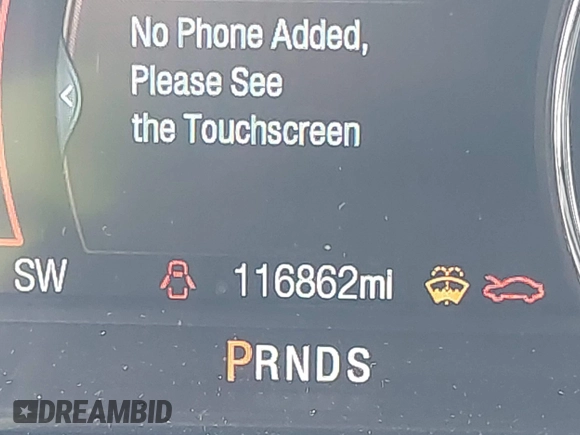 No Phone Added,
Please See
the Touchscreen
SW
116862mi
PRNDS
DREAMBID